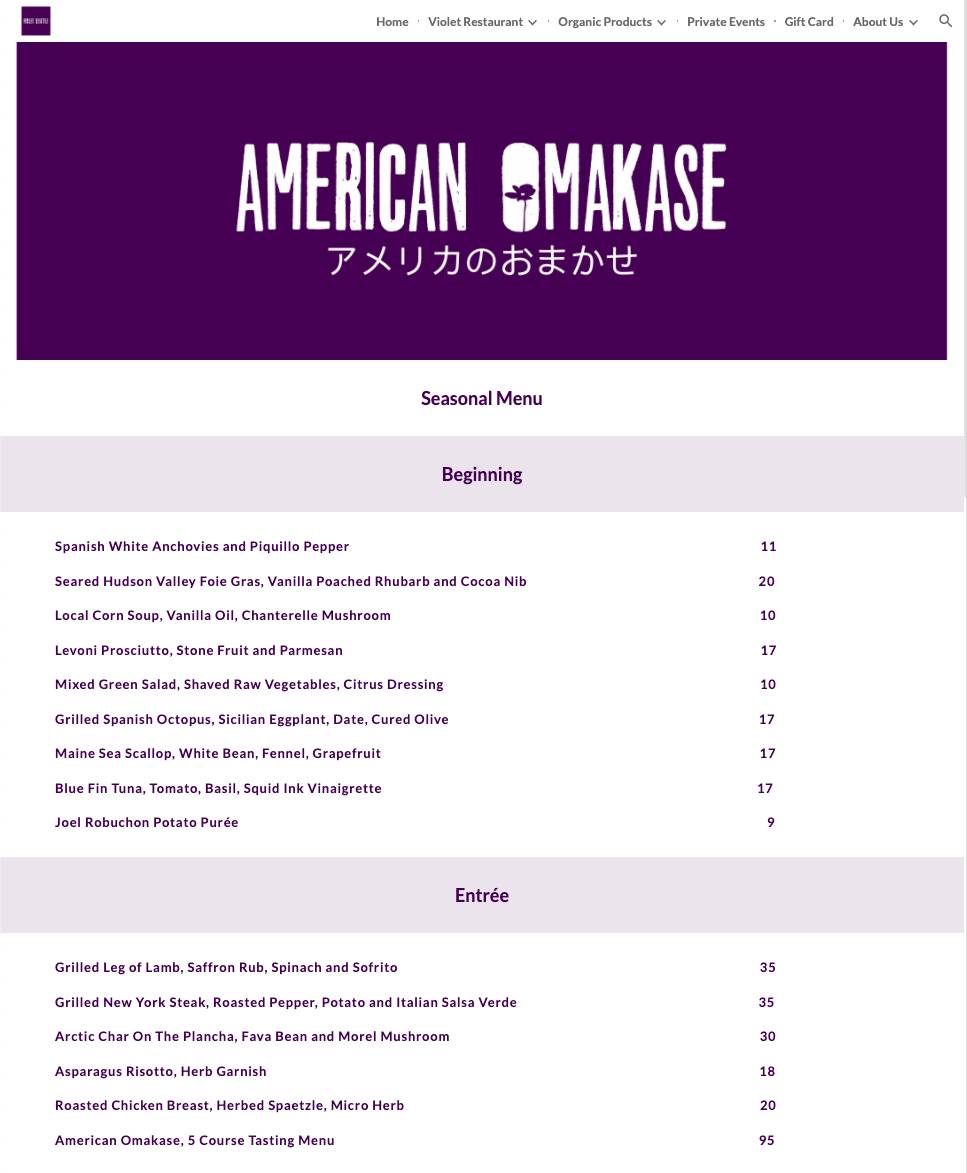 Home · Violet Restaurant · Organic Products · Private Events · Gift Card · About Us
AMERICAN OMAKASE
アメリカのおまかせ
Seasonal Menu
Beginning
Spanish White Anchovies and Piquillo Pepper 11
Seared Hudson Valley Foie Gras, Vanilla Poached Rhubarb and Cocoa Nib 20
Local Corn Soup, Vanilla Oil, Chanterelle Mushroom 10
Levoni Prosciutto, Stone Fruit and Parmesan 17
Mixed Green Salad, Shaved Raw Vegetables, Citrus Dressing 10
Grilled Spanish Octopus, Sicilian Eggplant, Date, Cured Olive 17
Maine Sea Scallop, White Bean, Fennel, Grapefruit 17
Blue Fin Tuna, Tomato, Basil, Squid Ink Vinaigrette 17
Joel Robuchon Potato Purée 9
Entrée
Grilled Leg of Lamb, Saffron Rub, Spinach and Sofrito 35
Grilled New York Steak, Roasted Pepper, Potato and Italian Salsa Verde 35
Arctic Char On The Plancha, Fava Bean and Morel Mushroom 30
Asparagus Risotto, Herb Garnish 18
Roasted Chicken Breast, Herbed Spaetzle, Micro Herb 20
American Omakase, 5 Course Tasting Menu 95